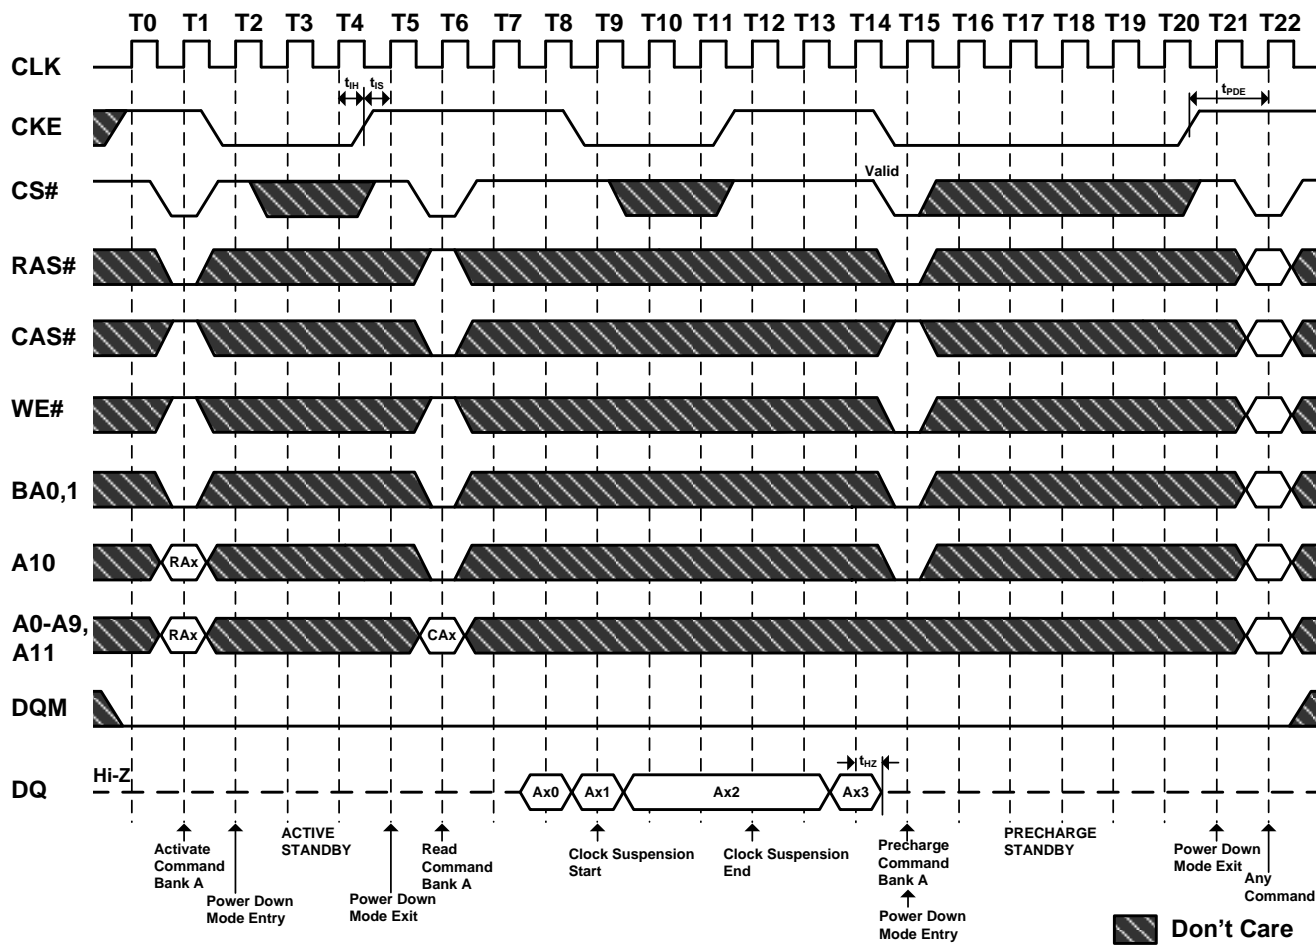 T0 T1 T2 T3 T4 T5 T6 T7 T8 T9 T10 T11 T12 T13 T14 T15 T16 T17 T18 T19 T20 T21 T22
CLK
tIH tIS tPDE
CKE
Valid
CS#
RAS#
CAS#
WE#
BA0,1
A10
RAx
A0-A9,
A11
RAx CAx
DQM
Hi-Z
tHZ
DQ
Ax0 Ax1 Ax2 Ax3
Activate
Command
Bank A
Power Down
Mode Entry
ACTIVE
STANDBY
Power Down
Mode Exit
Read
Command
Bank A
Clock Suspension
Start
Clock Suspension
End
Precharge
Command
Bank A
Power Down
Mode Entry
PRECHARGE
STANDBY
Power Down
Mode Exit
Any
Command
Don't Care